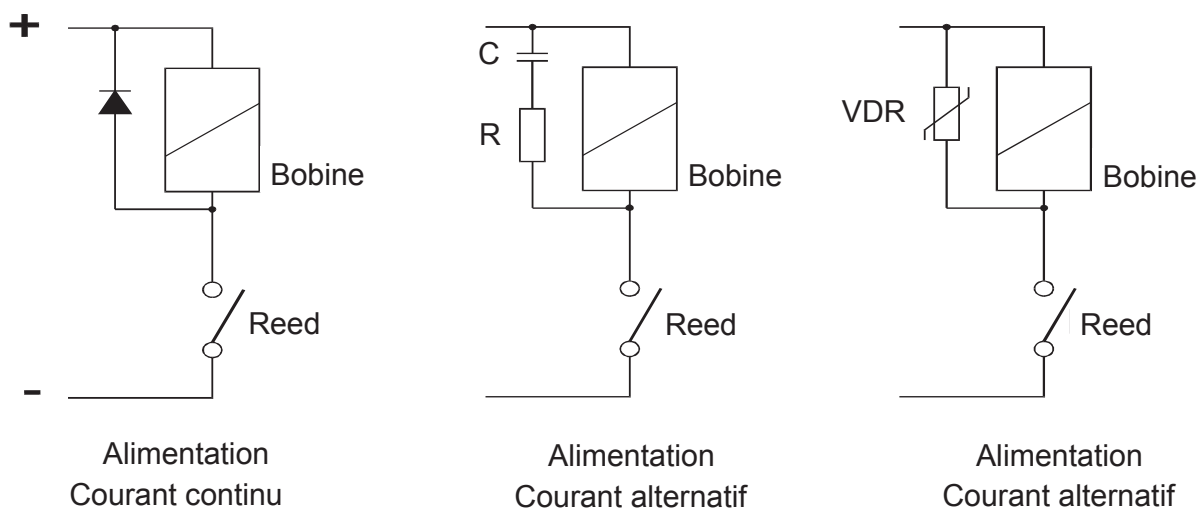 +
Bobine
Reed
-
Alimentation
Courant continu
C
R
Bobine
Reed
Alimentation
Courant alternatif
VDR
Bobine
Reed
Alimentation
Courant alternatif